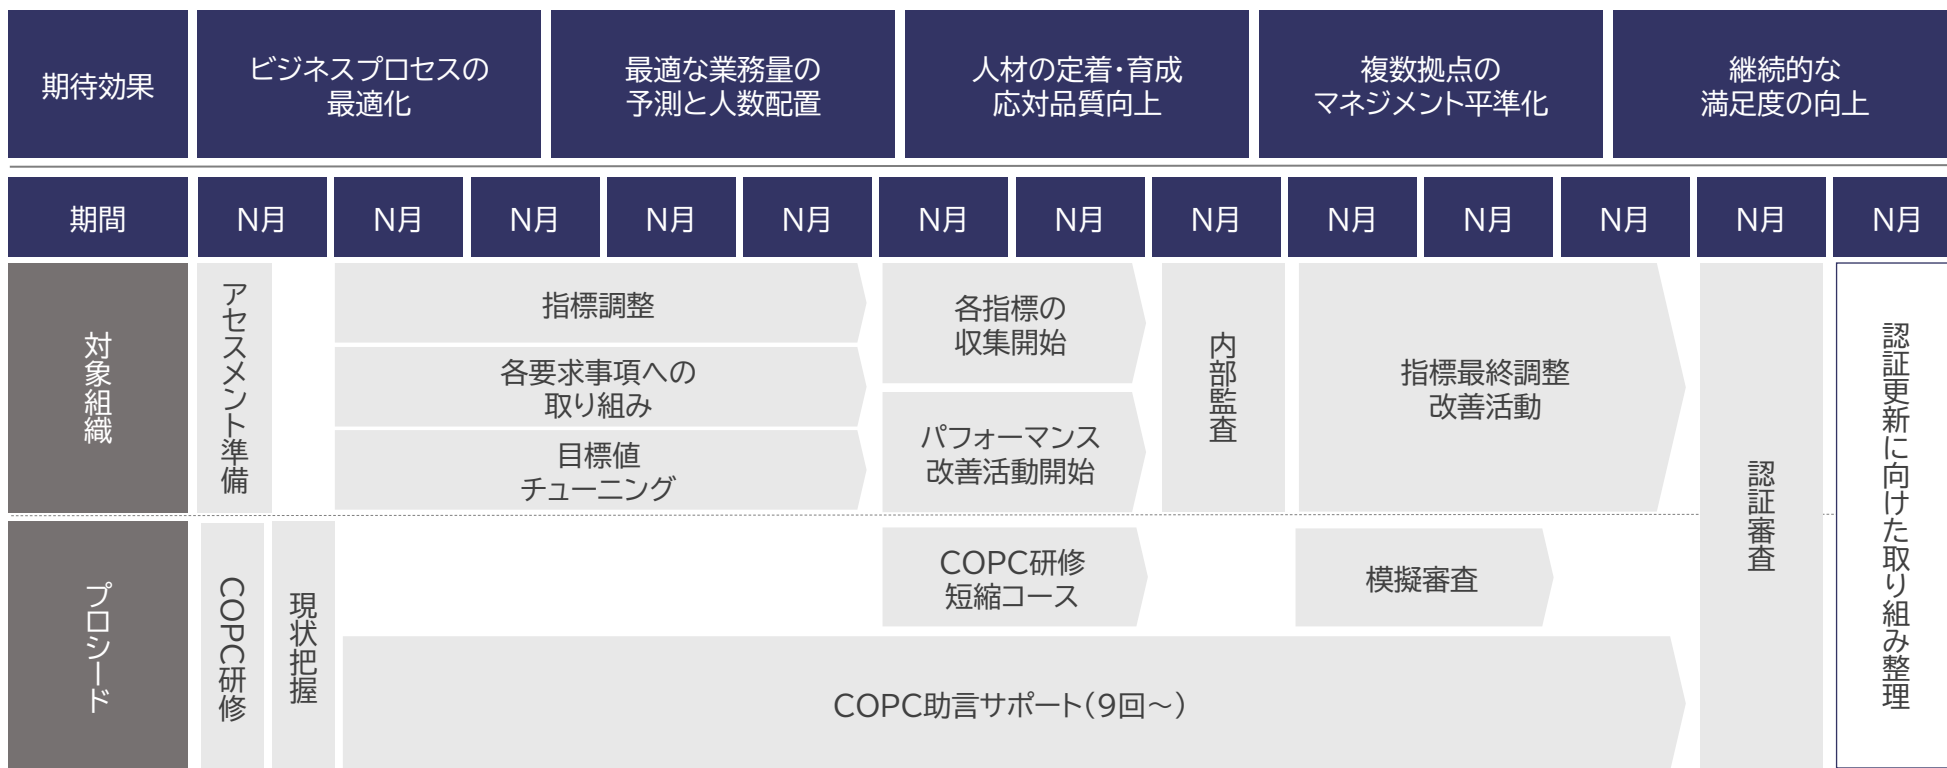 期待効果
ビジネスプロセスの
最適化
最適な業務量の
予測と人数配置
人材の定着・育成
応対品質向上
複数拠点の
マネジメント平準化
継続的な
満足度の向上
期間
N月
N月
N月
N月
N月
N月
N月
N月
N月
N月
N月
N月
N月
対象組織
アセスメント準備
指標調整
各要求事項への
取り組み
目標値
チューニング
各指標の
収集開始
パフォーマンス
改善活動開始
内部監査
指標最終調整
改善活動
認証審査
認証更新に向けた取り組み整理
プロシード
COPC研修
現状把握
COPC研修
短縮コース
模擬審査
COPC助言サポート(9回~)